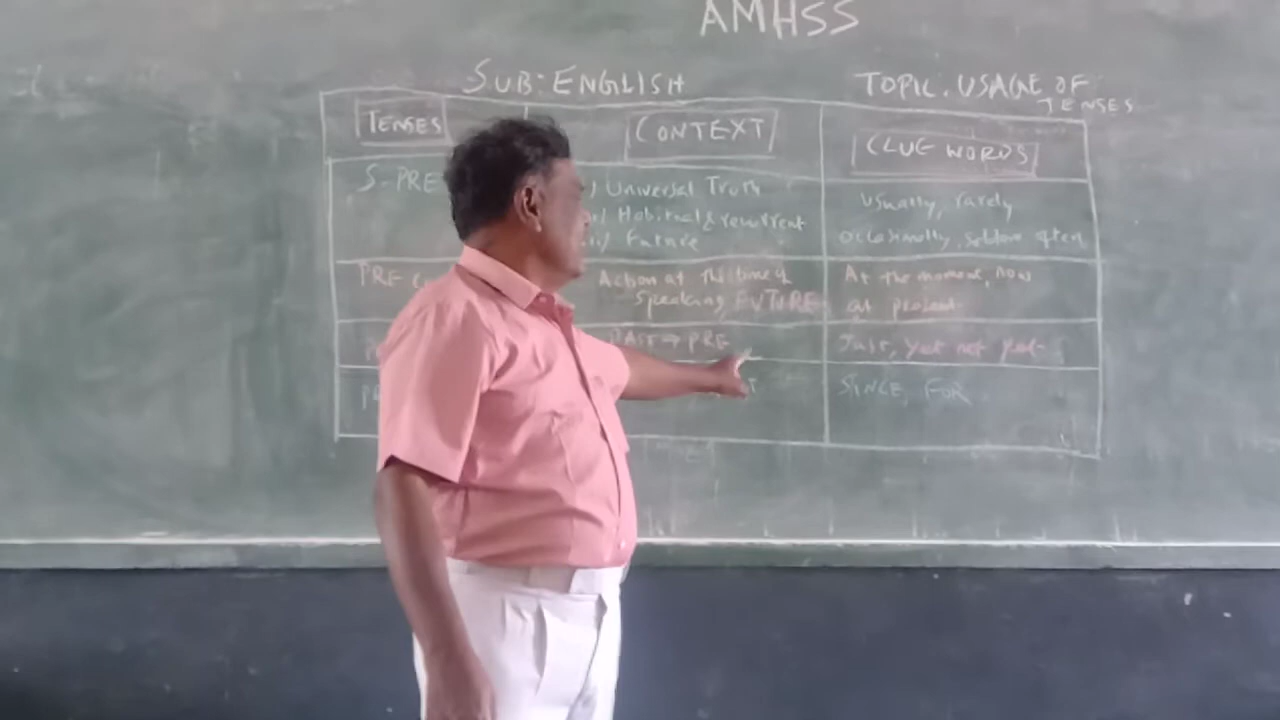 AMHSS
SUB: ENGLISH
TOPIC: USAGE OF
TENSES
TENSES
CONTEXT
CLUE WORDS
S-PRE
Universal Truth
Habitual & recurrent
Future
usually, rarely
occasionally, seldom often
PRE
Action at the time of
speaking, FUTURE
At the moment, now
at present
PAST → PRE
Just, yet not yet
SINCE, FOR